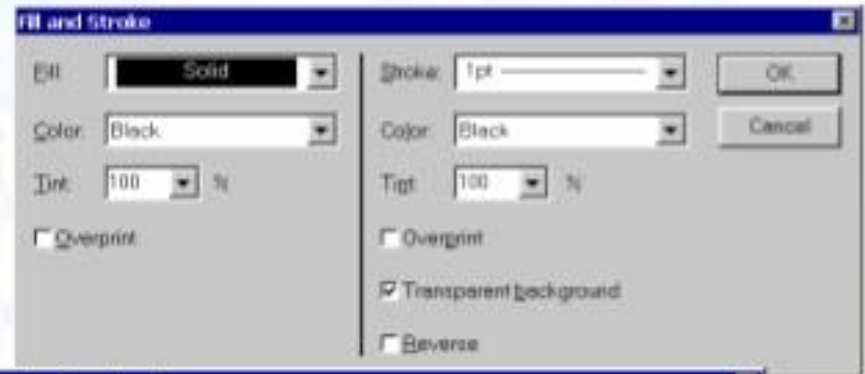 Fill and Stroke
Fill: Solid
Stroke: 1pt
OK
Color: Black
Color: Black
Cancel
Tint: 100 %
Tint: 100 %
Overprint
Overprint
Transparent background
Reverse